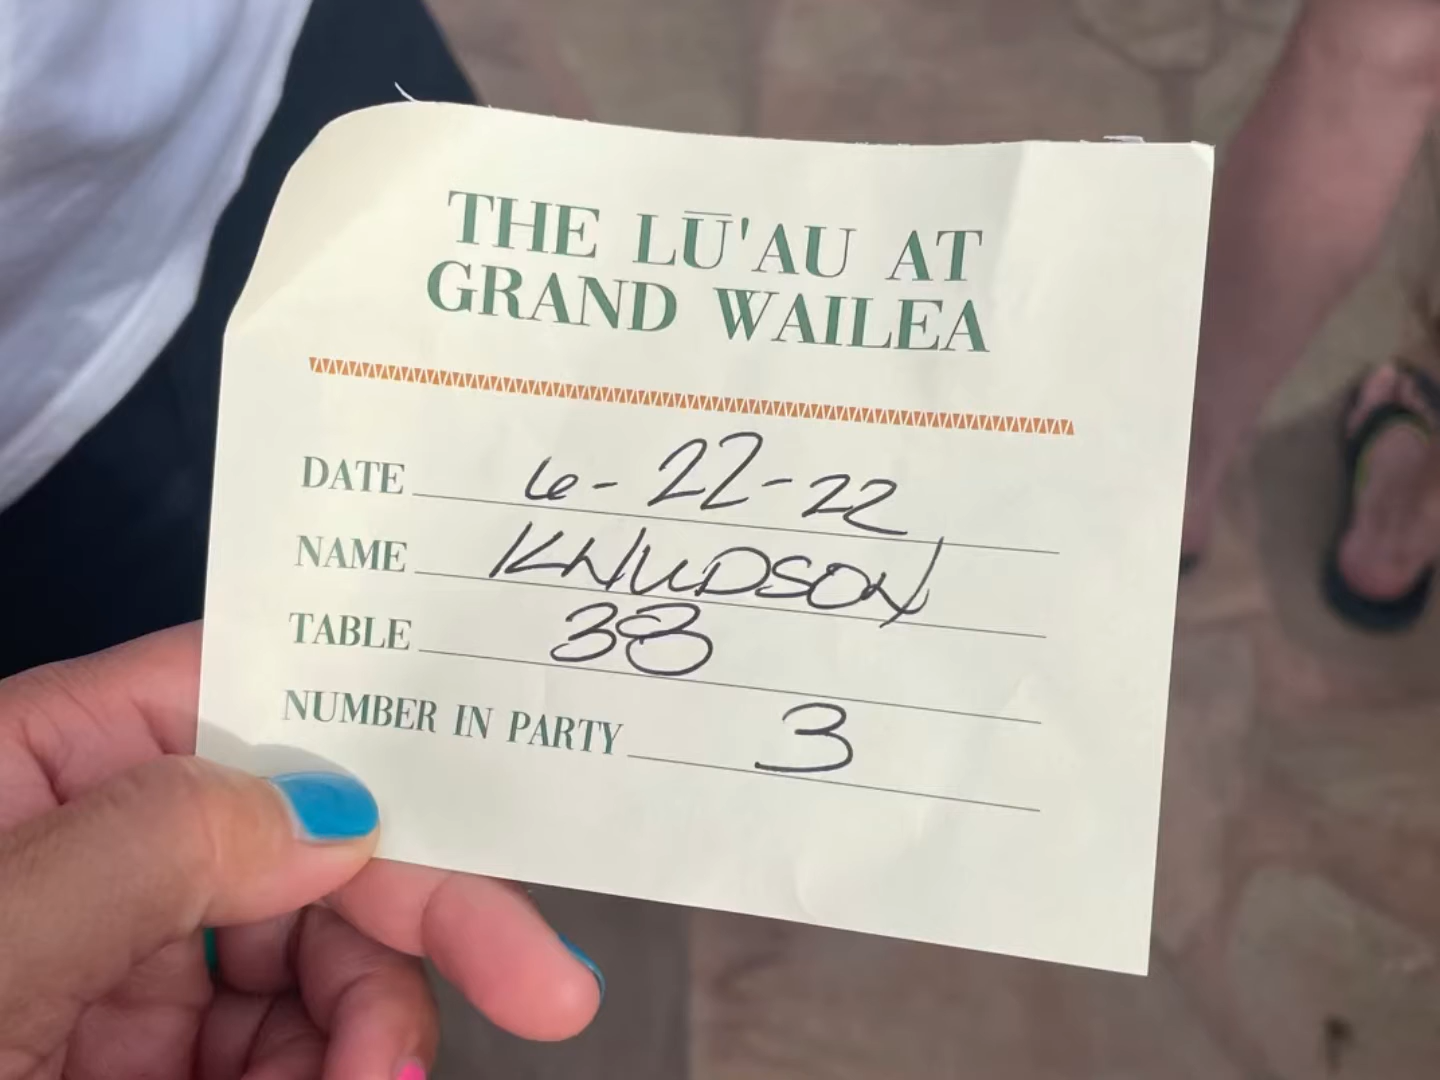 THE LŪ'AU AT
GRAND WAILEA
DATE 6-22-22
NAME KNUDSON
TABLE 38
NUMBER IN PARTY 3